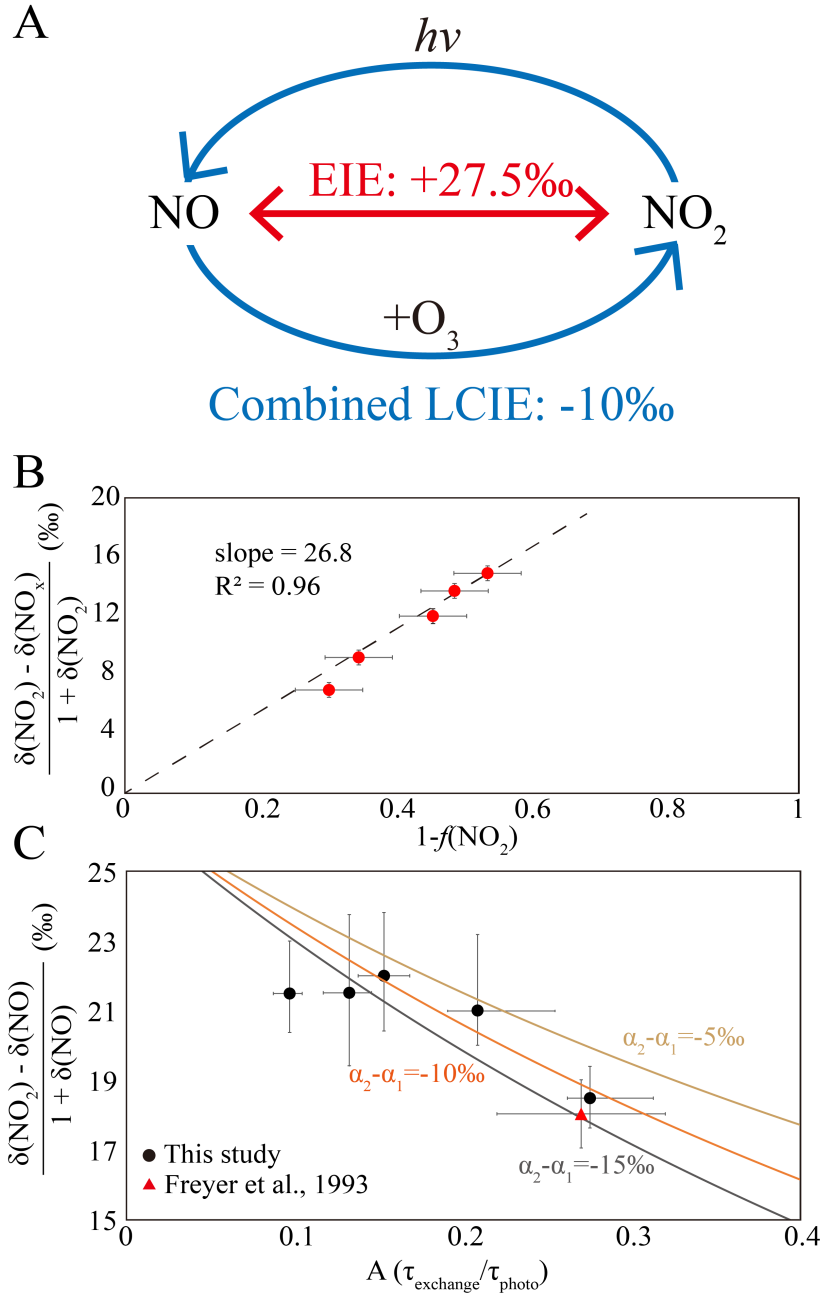 A
hν
EIE: +27.5‰
NO
NO₂
+O₃
Combined LCIE: -10‰
B
δ(NO₂) - δ(NOₓ)
1 + δ(NO₂)
(‰)
20
16
12
8
4
0
slope = 26.8
R² = 0.96
0
0.2
0.4
0.6
0.8
1
1-f(NO₂)
C
δ(NO₂) - δ(NO)
1 + δ(NO)
(‰)
25
23
21
19
17
15
α₂-α₁=-5‰
α₂-α₁=-10‰
α₂-α₁=-15‰
This study
Freyer et al., 1993
0
0.1
0.2
0.3
0.4
A (τexchange/τphoto)